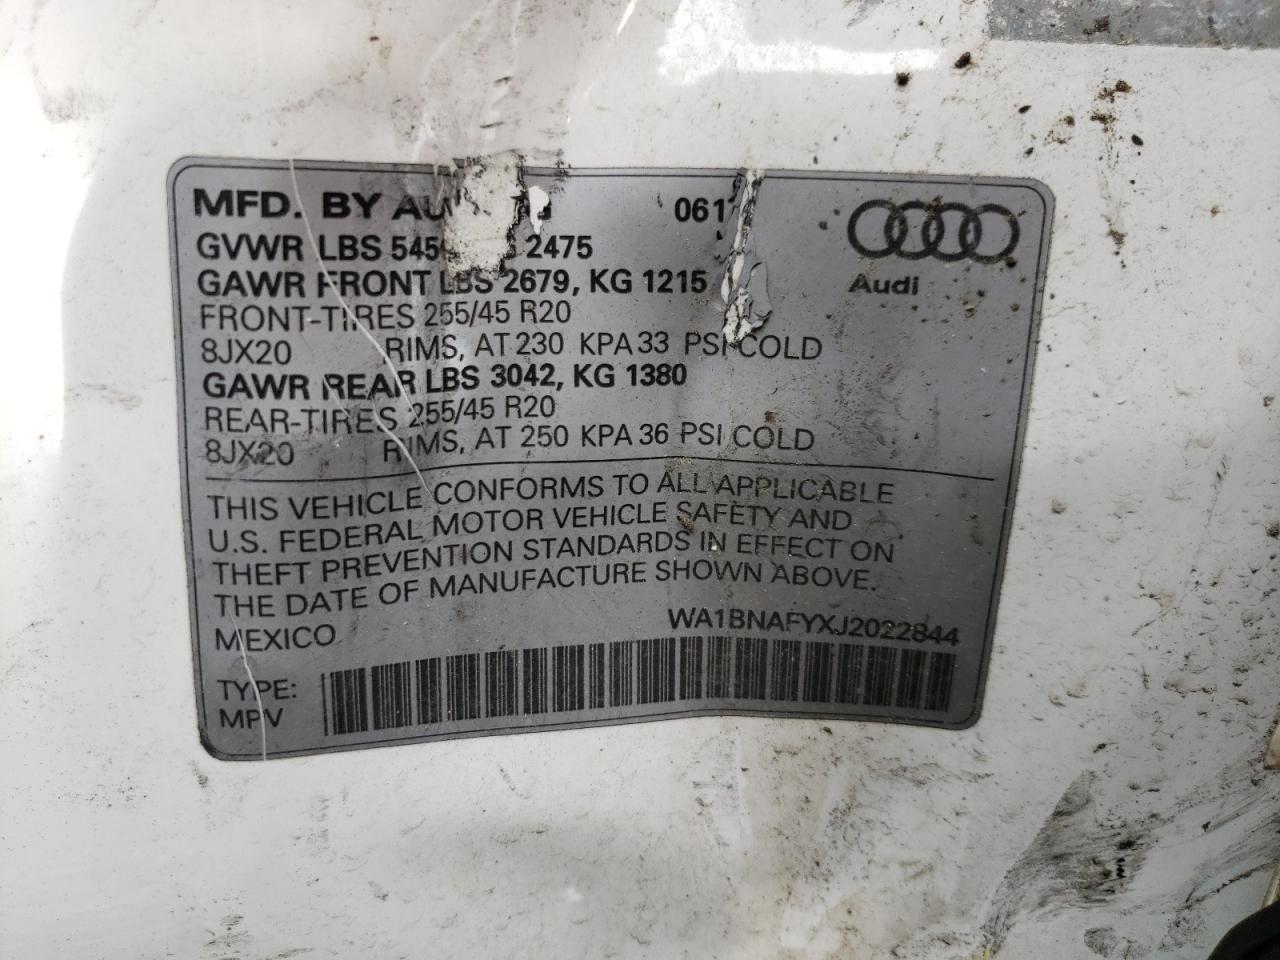 MFD. BY
Audi
GVWR LBS 2475
GAWR FRONT LBS 2679, KG 1215
FRONT-TIRES 255/45 R20
8JX20 RIMS, AT 230 KPA 33 PSI COLD
GAWR REAR LBS 3042, KG 1380
REAR-TIRES 255/45 R20
8JX20 RIMS, AT 250 KPA 36 PSI COLD
THIS VEHICLE CONFORMS TO ALL APPLICABLE
U.S. FEDERAL MOTOR VEHICLE SAFETY AND
THEFT PREVENTION STANDARDS IN EFFECT ON
THE DATE OF MANUFACTURE SHOWN ABOVE.
MEXICO WA1BNAFYXJ2022844
TYPE:
MPV